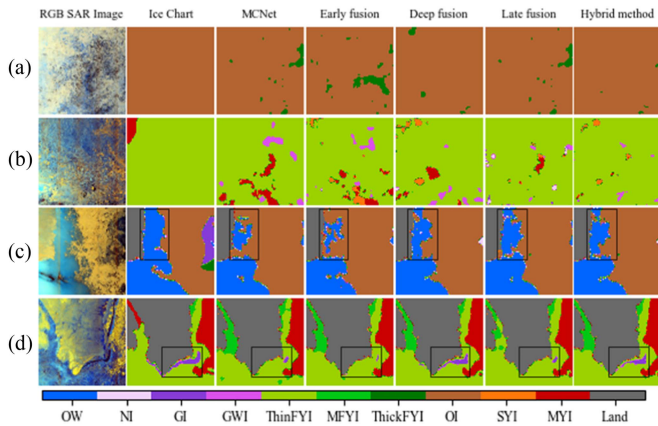 RGB SAR Image Ice Chart MCNet Early fusion Deep fusion Late fusion Hybrid method
(a)
(b)
(c)
(d)
OW NI GI GWI ThinFYI MFYI ThickFYI OI SYI MYI Land